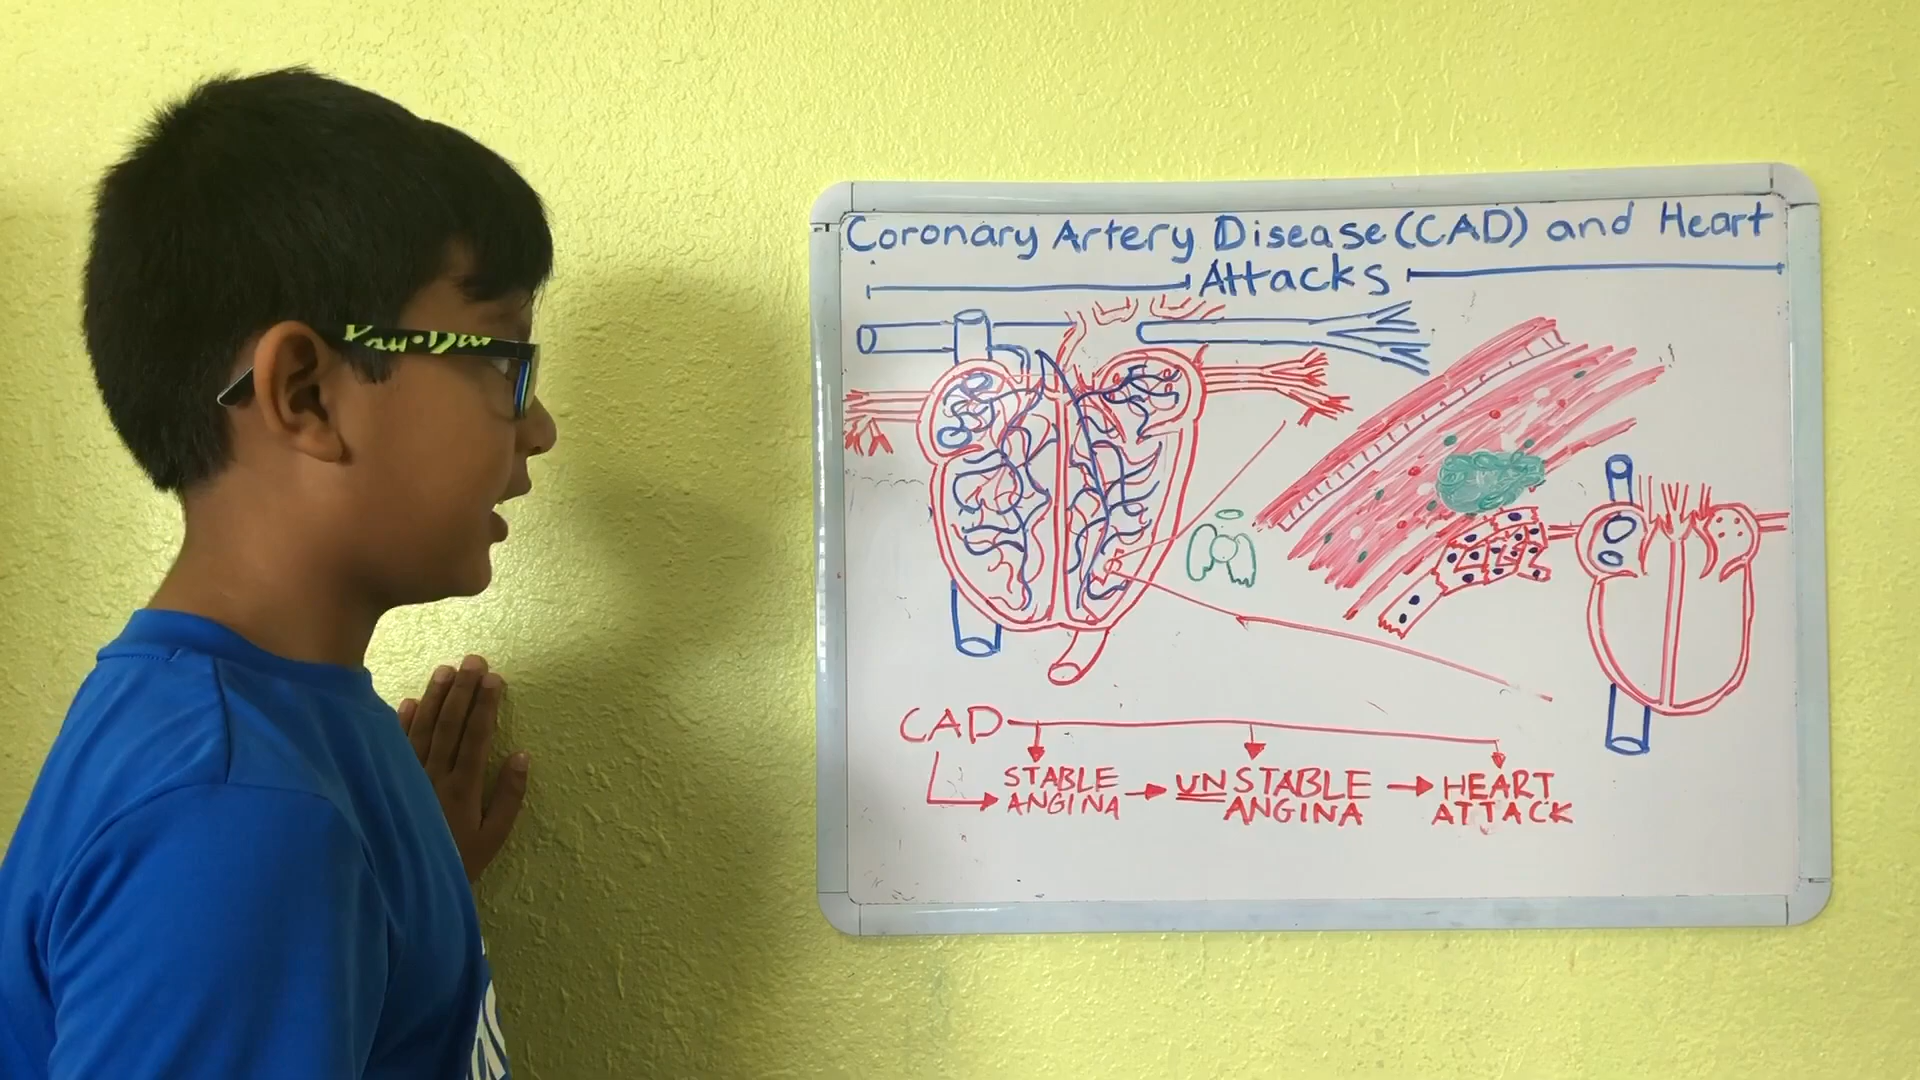 Coronary Artery Disease (CAD) and Heart
Attacks
CAD
STABLE
ANGINA
UNSTABLE
ANGINA
HEART
ATTACK